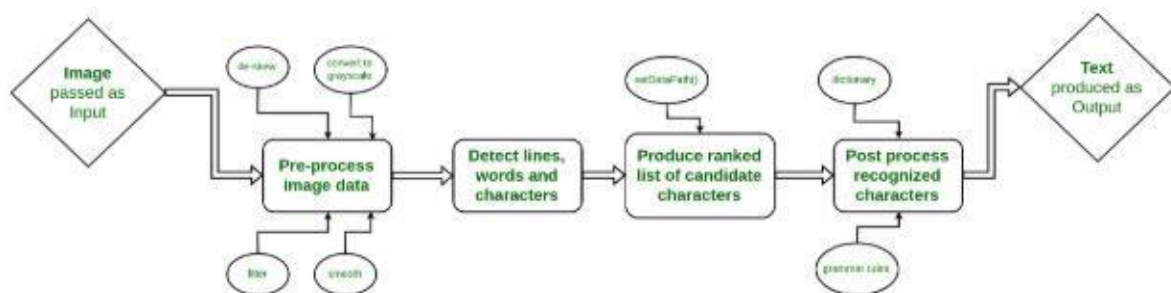 Image
passed as
Input
de-skew
convert to
grayscale
Pre-process
image data
filter
smooth
Detect lines,
words and
characters
setDataPath()
Produce ranked
list of candidate
characters
dictionary
Post process
recognized
characters
grammar rules
Text
produced as
Output